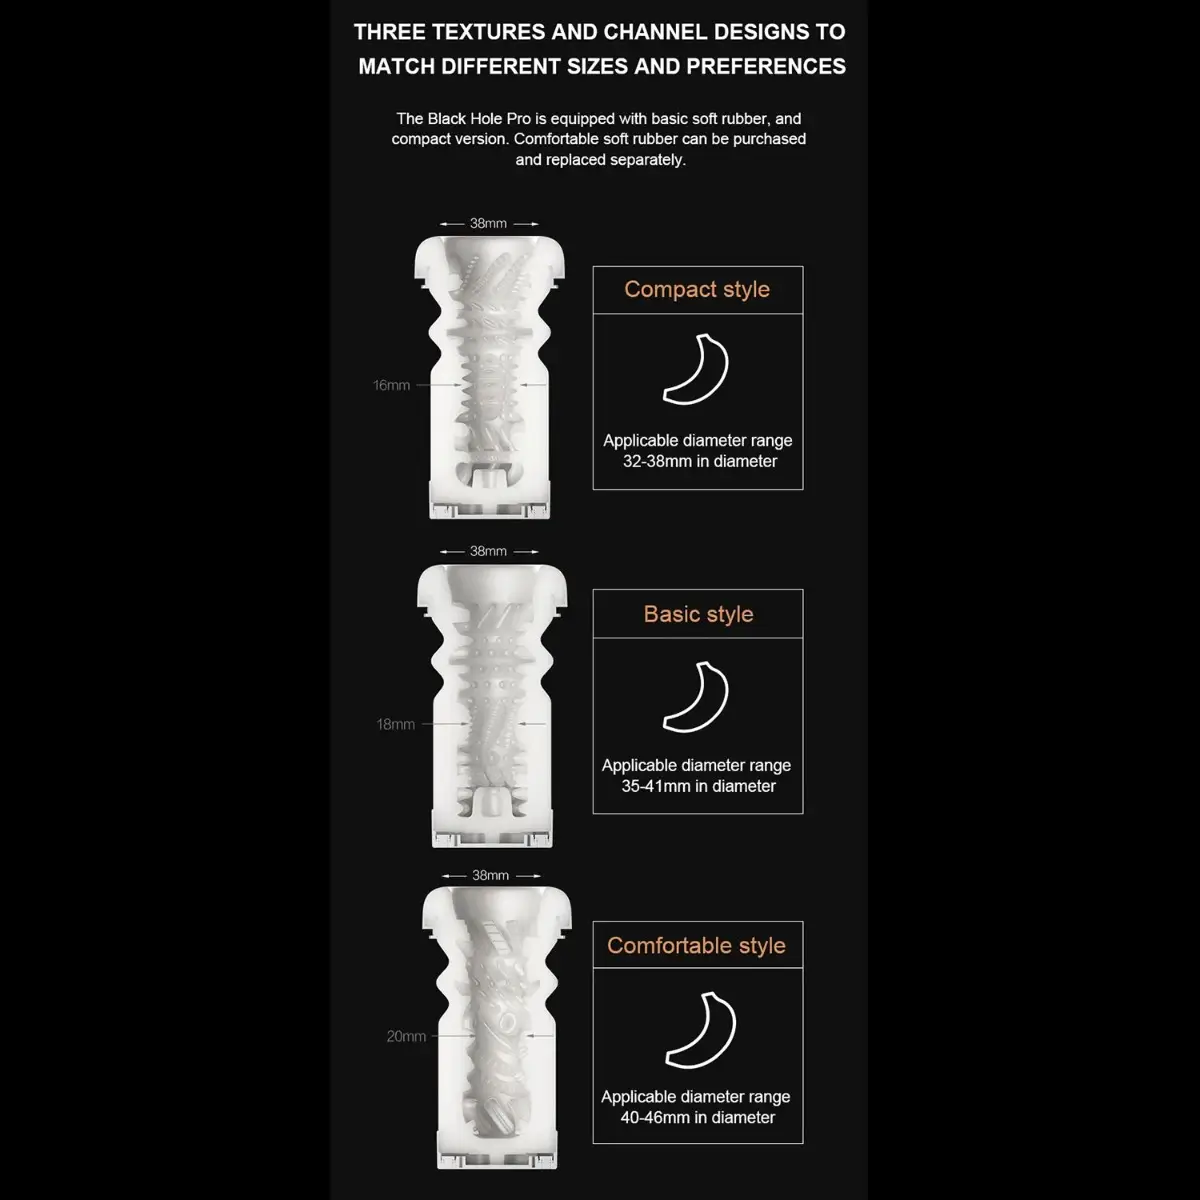 THREE TEXTURES AND CHANNEL DESIGNS TO
MATCH DIFFERENT SIZES AND PREFERENCES
The Black Hole Pro is equipped with basic soft rubber, and
compact version. Comfortable soft rubber can be purchased
and replaced separately.
38mm
16mm
Compact style
Applicable diameter range
32-38mm in diameter
38mm
18mm
Basic style
Applicable diameter range
35-41mm in diameter
38mm
20mm
Comfortable style
Applicable diameter range
40-46mm in diameter